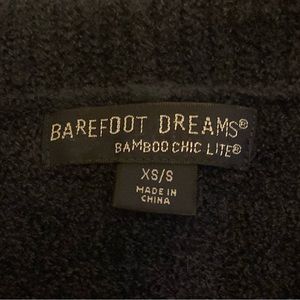 BAREFOOT DREAMS®
BAMBOO CHIC LITE®
XS/S
MADE IN
CHINA